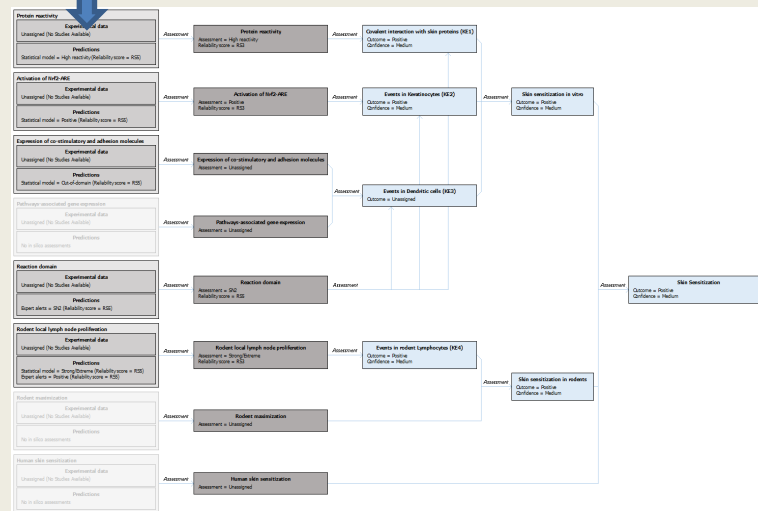 Protein reactivity
Experimental data
Unassigned (No Studies Available)
Predictions
Statistical model = High reactivity (Reliability score = RS5)
Assessment
Protein reactivity
Assessment = High reactivity
Reliability score = RS3
Assessment
Covalent interaction with skin proteins (KE1)
Outcome = Positive
Confidence = Medium
Activation of Nrf2-ARE
Experimental data
Unassigned (No Studies Available)
Predictions
Statistical model = Positive (Reliability score = RS5)
Assessment
Activation of Nrf2-ARE
Assessment = Positive
Reliability score = RS3
Assessment
Events in Keratinocytes (KE2)
Outcome = Positive
Confidence = Medium
Assessment
Skin sensitization in vitro
Outcome = Positive
Confidence = Medium
Expression of co-stimulatory and adhesion molecules
Experimental data
Unassigned (No Studies Available)
Predictions
Statistical model = Out-of-domain (Reliability score = RS5)
Assessment
Expression of co-stimulatory and adhesion molecules
Assessment = Unassigned
Assessment
Events in Dendritic cells (KE3)
Outcome = Unassigned
Pathways-associated gene expression
Experimental data
Unassigned (No Studies Available)
Predictions
No in silico assessments
Assessment
Pathways-associated gene expression
Assessment = Unassigned
Reaction domain
Experimental data
Unassigned (No Studies Available)
Predictions
Expert alerts = SN2 (Reliability score = RS5)
Assessment
Reaction domain
Assessment = SN2
Reliability score = RS5
Assessment
Assessment
Skin Sensitization
Outcome = Positive
Confidence = Medium
Rodent local lymph node proliferation
Experimental data
Unassigned (No Studies Available)
Predictions
Statistical model = Strong/Extreme (Reliability score = RS5)
Expert alerts = Positive (Reliability score = RS5)
Assessment
Rodent local lymph node proliferation
Assessment = Strong/Extreme
Reliability score = RS3
Assessment
Events in rodent Lymphocytes (KE4)
Outcome = Positive
Confidence = Medium
Assessment
Skin sensitization in rodents
Outcome = Positive
Confidence = Medium
Rodent maximization
Experimental data
Unassigned (No Studies Available)
Predictions
No in silico assessments
Assessment
Rodent maximization
Assessment = Unassigned
Human skin sensitization
Experimental data
Unassigned (No Studies Available)
Predictions
No in silico assessments
Assessment
Human skin sensitization
Assessment = Unassigned